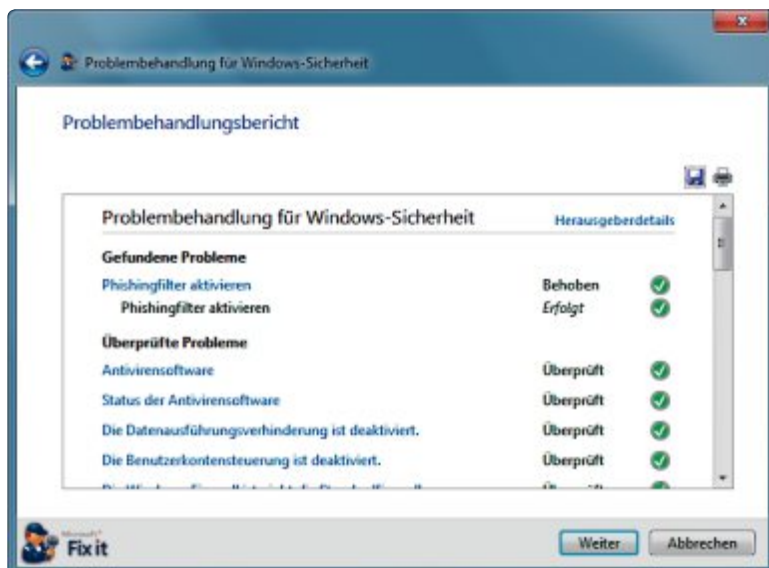 Problembehandlung für Windows-Sicherheit
Problembehandlungsbericht
Problembehandlung für Windows-Sicherheit Herausgeberdetails
Gefundene Probleme
Phishingfilter aktivieren Behoben
Phishingfilter aktivieren Erfolgt
Überprüfte Probleme
Antivirensoftware Überprüft
Status der Antivirensoftware Überprüft
Die Datenausführungsverhinderung ist deaktiviert. Überprüft
Die Benutzerkontensteuerung ist deaktiviert. Überprüft
Microsoft
Fix it
Weiter Abbrechen